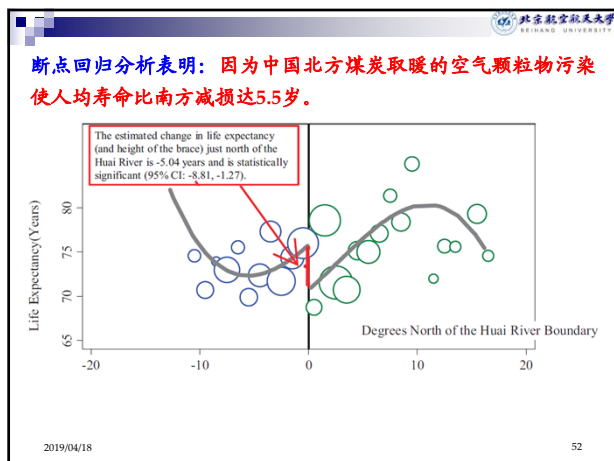 北京航空航天大学
BEIHANG UNIVERSITY
断点回归分析表明：因为中国北方煤炭取暖的空气颗粒物污染
使人均寿命比南方减损达5.5岁。
The estimated change in life expectancy
(and height of the brace) just north of the
Huai River is -5.04 years and is statistically
significant (95% CI: -8.81, -1.27).
Life Expectancy(Years)
80
75
70
65
Degrees North of the Huai River Boundary
-20
-10
0
10
20
2019/04/18
52